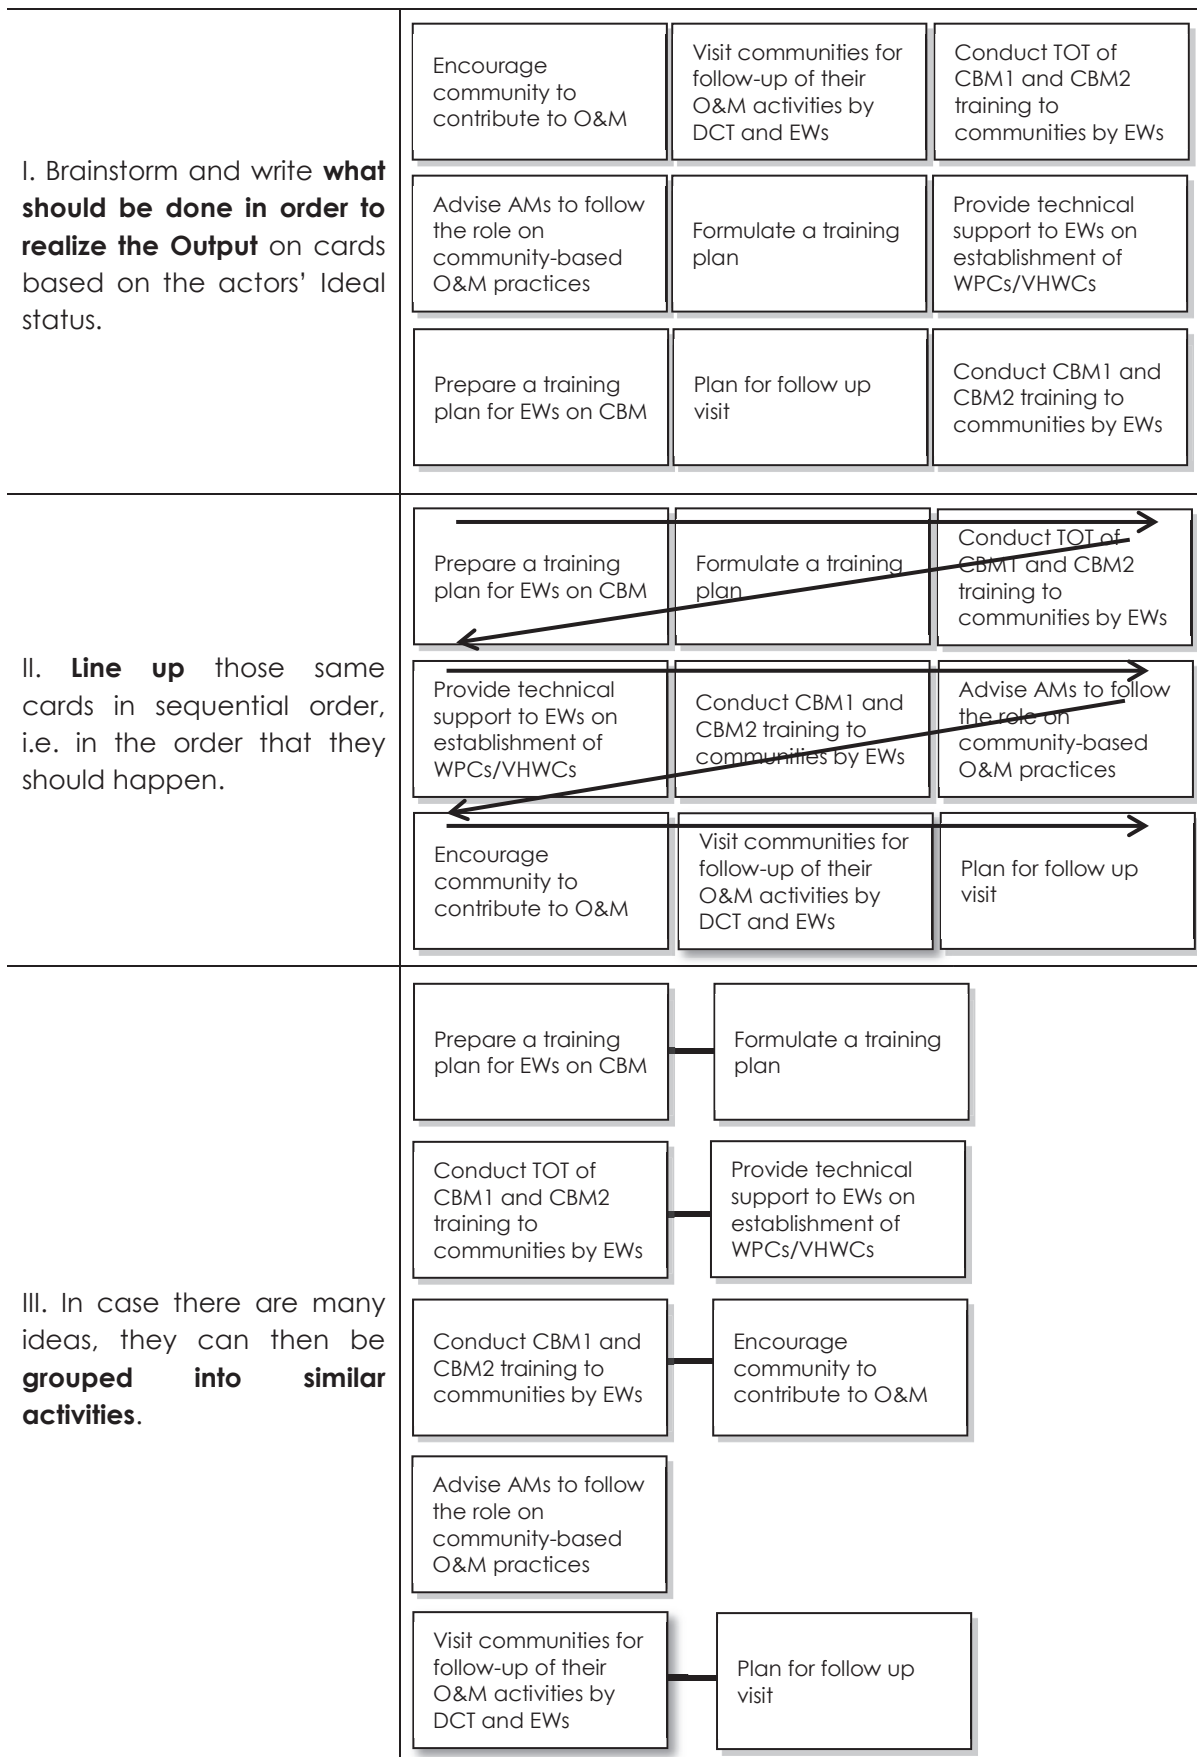 I. Brainstorm and write what
should be done in order to
realize the Output on cards
based on the actors’ Ideal
status.
Encourage
community to
contribute to O&M
Visit communities for
follow-up of their
O&M activities by
DCT and EWs
Conduct TOT of
CBM1 and CBM2
training to
communities by EWs
Advise AMs to follow
the role on
community-based
O&M practices
Formulate a training
plan
Provide technical
support to EWs on
establishment of
WPCs/VHWCs
Prepare a training
plan for EWs on CBM
Plan for follow up
visit
Conduct CBM1 and
CBM2 training to
communities by EWs
II. Line up those same
cards in sequential order,
i.e. in the order that they
should happen.
Prepare a training
plan for EWs on CBM
Formulate a training
plan
Conduct TOT of
CBM1 and CBM2
training to
communities by EWs
Provide technical
support to EWs on
establishment of
WPCs/VHWCs
Conduct CBM1 and
CBM2 training to
communities by EWs
Advise AMs to follow
the role on
community-based
O&M practices
Encourage
community to
contribute to O&M
Visit communities for
follow-up of their
O&M activities by
DCT and EWs
Plan for follow up
visit
III. In case there are many
ideas, they can then be
grouped into similar
activities.
Prepare a training
plan for EWs on CBM
Formulate a training
plan
Conduct TOT of
CBM1 and CBM2
training to
communities by EWs
Provide technical
support to EWs on
establishment of
WPCs/VHWCs
Conduct CBM1 and
CBM2 training to
communities by EWs
Encourage
community to
contribute to O&M
Advise AMs to follow
the role on
community-based
O&M practices
Visit communities for
follow-up of their
O&M activities by
DCT and EWs
Plan for follow up
visit